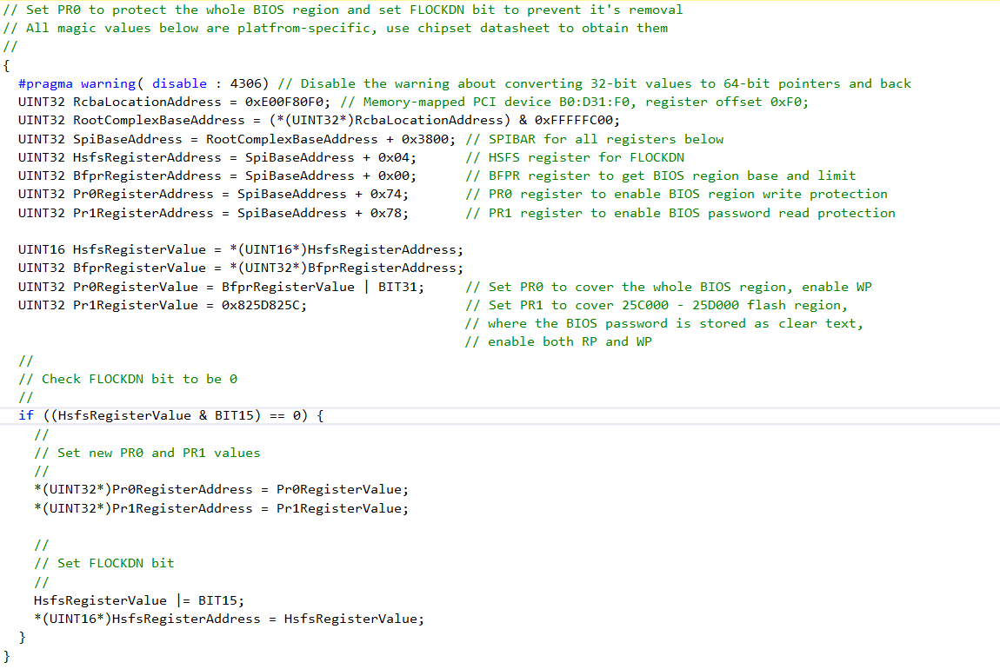 // Set PR0 to protect the whole BIOS region and set FLOCKDN bit to prevent it's removal
// All magic values below are platfrom-specific, use chipset datasheet to obtain them
//
{
  #pragma warning( disable : 4306) // Disable the warning about converting 32-bit values to 64-bit pointers and back
  UINT32 RcbaLocationAddress = 0xE00F80F0; // Memory-mapped PCI device B0:D31:F0, register offset 0xF0;
  UINT32 RootComplexBaseAddress = (*(UINT32*)RcbaLocationAddress) & 0xFFFFFC00;
  UINT32 SpiBaseAddress = RootComplexBaseAddress + 0x3800; // SPIBAR for all registers below
  UINT32 HsfsRegisterAddress = SpiBaseAddress + 0x04;      // HSFS register for FLOCKDN
  UINT32 BfprRegisterAddress = SpiBaseAddress + 0x00;      // BFPR register to get BIOS region base and limit
  UINT32 Pr0RegisterAddress = SpiBaseAddress + 0x74;       // PR0 register to enable BIOS region write protection
  UINT32 Pr1RegisterAddress = SpiBaseAddress + 0x78;       // PR1 register to enable BIOS password read protection

  UINT16 HsfsRegisterValue = *(UINT16*)HsfsRegisterAddress;
  UINT32 BfprRegisterValue = *(UINT32*)BfprRegisterAddress;
  UINT32 Pr0RegisterValue = BfprRegisterValue | BIT31;     // Set PR0 to cover the whole BIOS region, enable WP
  UINT32 Pr1RegisterValue = 0x825D825C;                    // Set PR1 to cover 25C000 - 25D000 flash region,
                                                           // where the BIOS password is stored as clear text,
                                                           // enable both RP and WP
  //
  // Check FLOCKDN bit to be 0
  //
  if ((HsfsRegisterValue & BIT15) == 0) {
    //
    // Set new PR0 and PR1 values
    //
    *(UINT32*)Pr0RegisterAddress = Pr0RegisterValue;
    *(UINT32*)Pr1RegisterAddress = Pr1RegisterValue;

    //
    // Set FLOCKDN bit
    //
    HsfsRegisterValue |= BIT15;
    *(UINT16*)HsfsRegisterAddress = HsfsRegisterValue;
  }
}